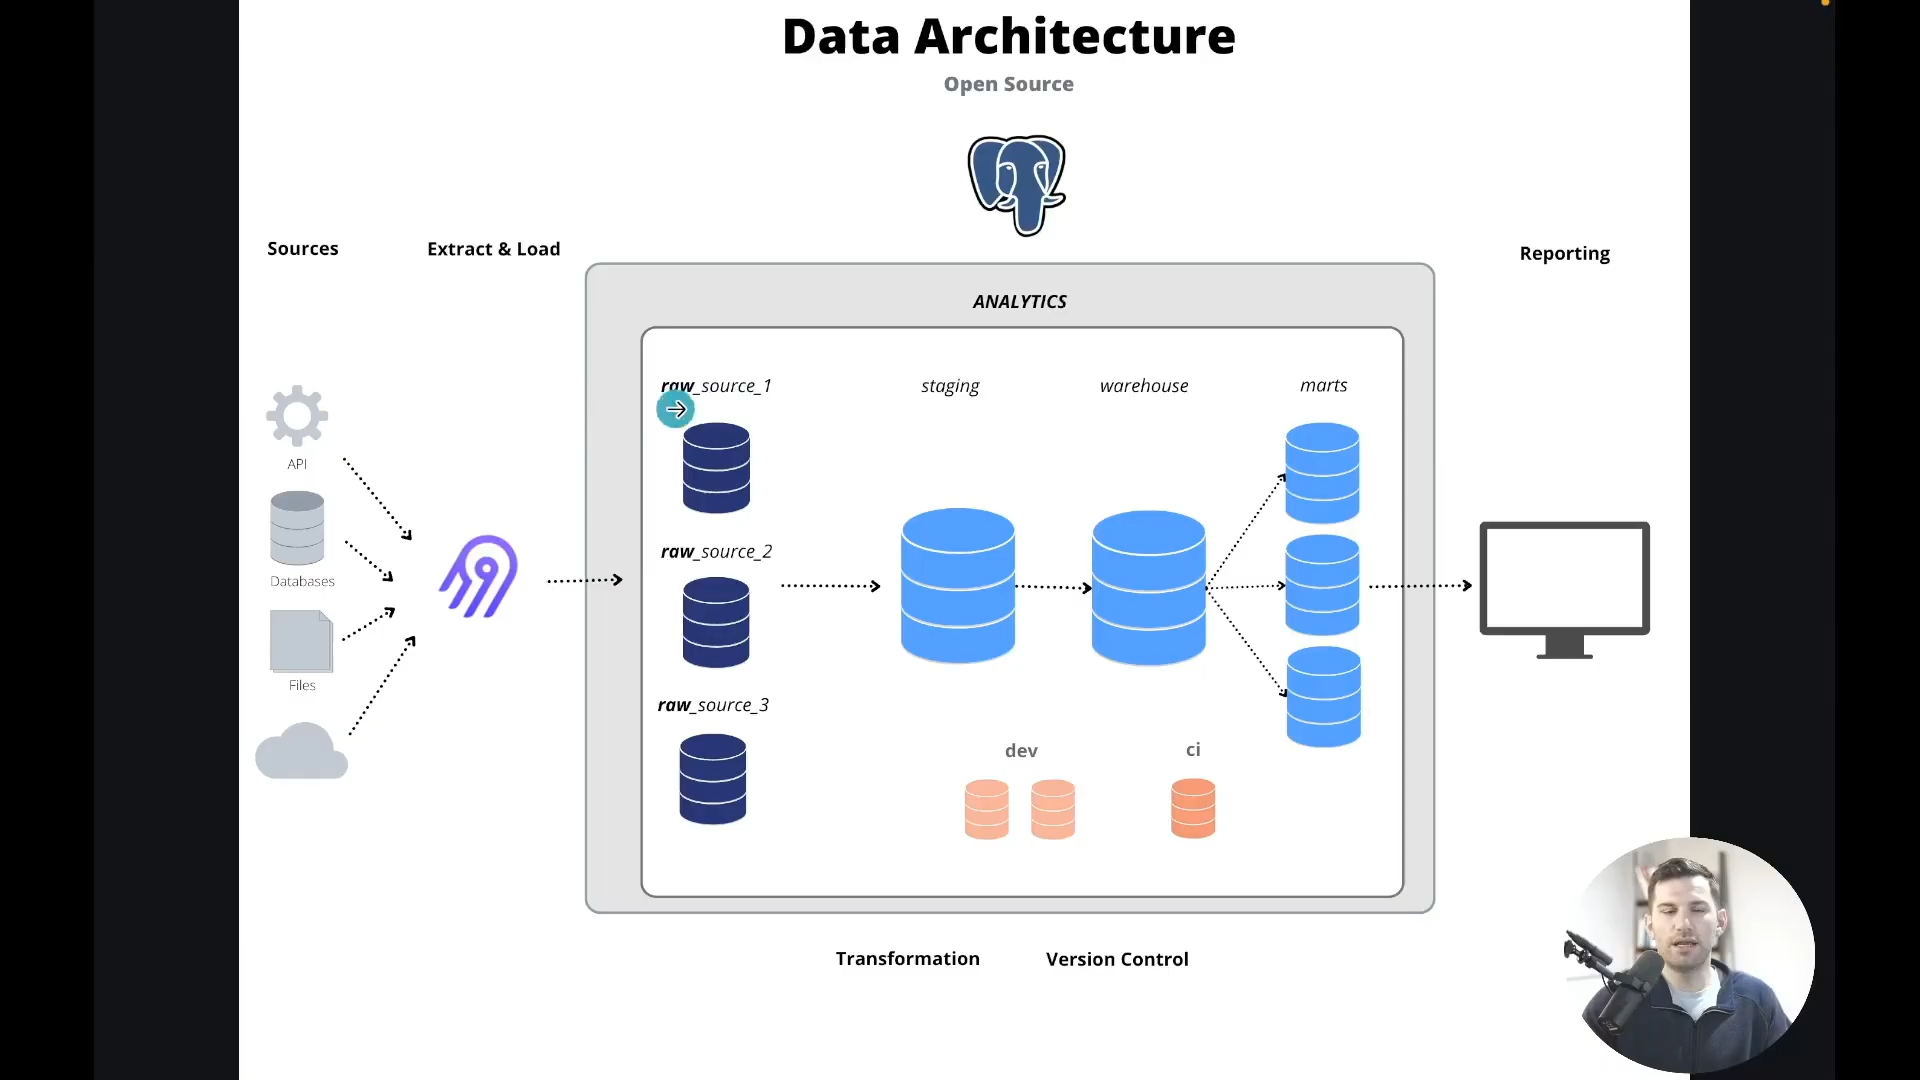 Data Architecture
Open Source
Sources
Extract & Load
Reporting
ANALYTICS
raw_source_1
staging
warehouse
marts
API
raw_source_2
Databases
Files
raw_source_3
dev
ci
Transformation
Version Control